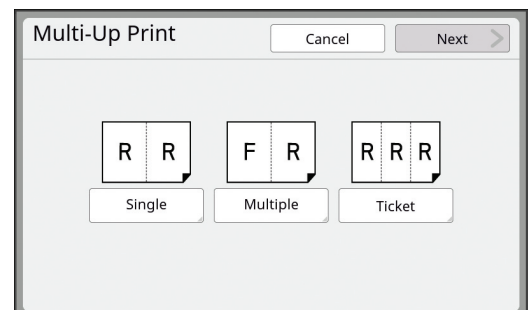 Multi-Up Print Cancel Next
R R F R R R R
Single Multiple Ticket